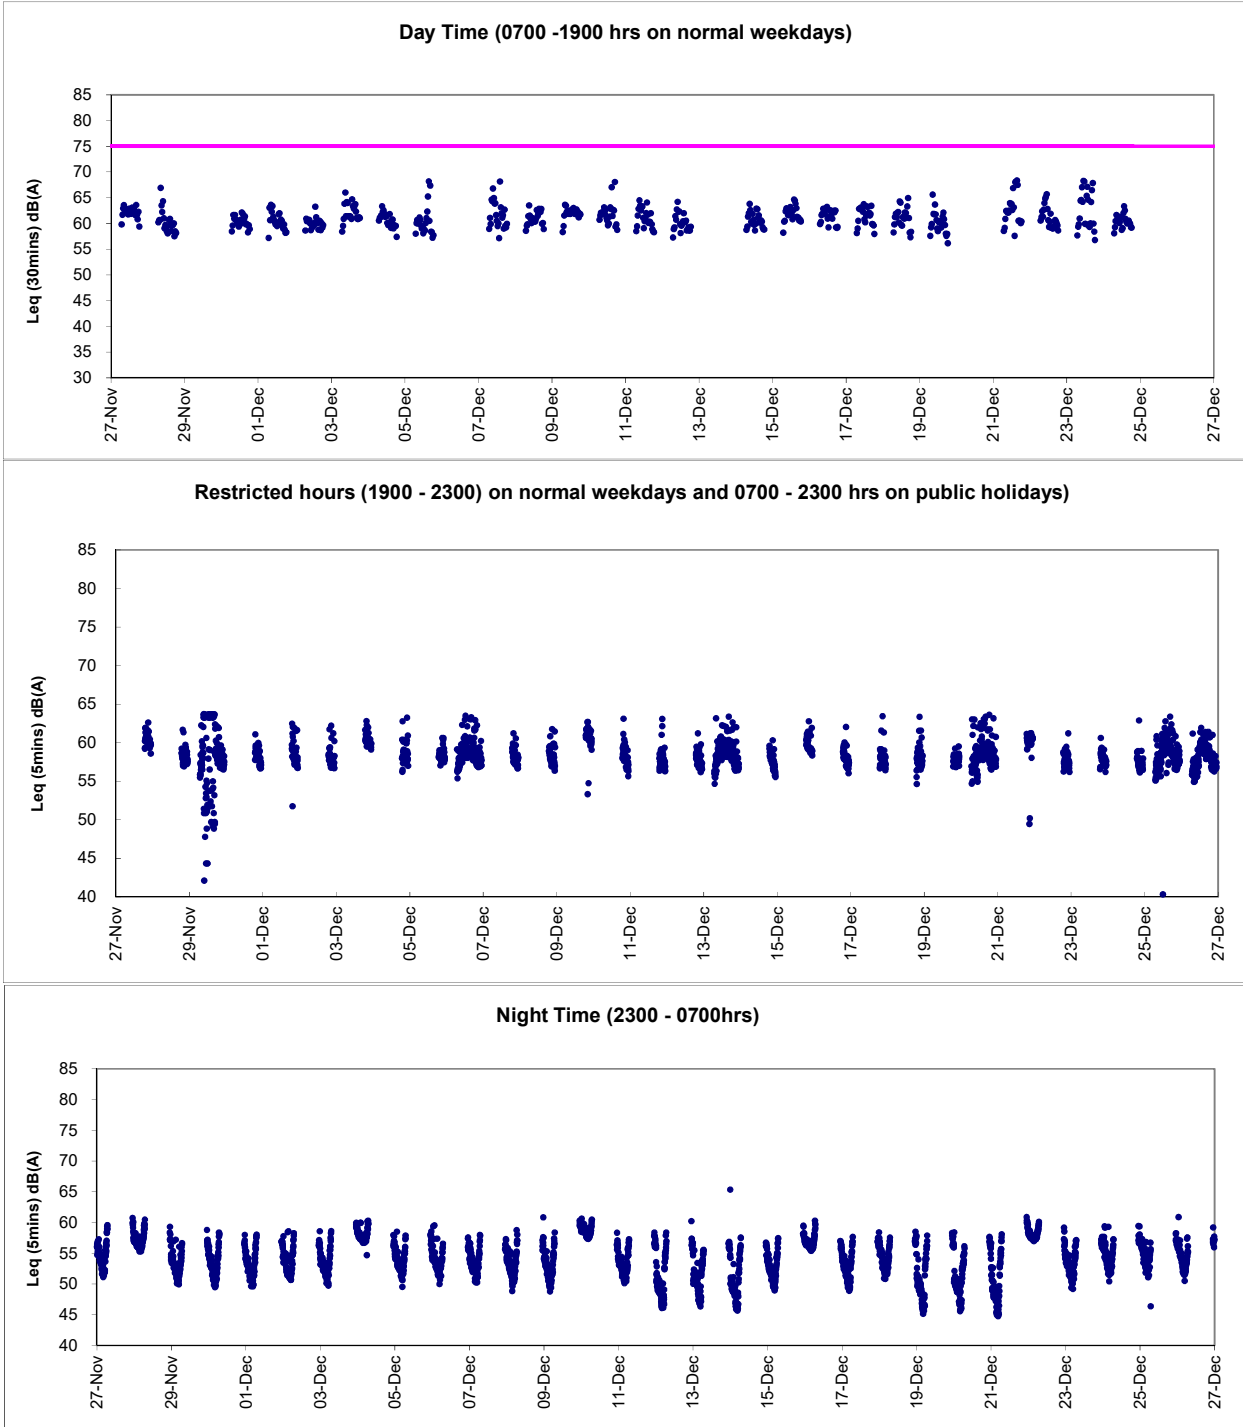 Day Time (0700 -1900 hrs on normal weekdays)
Leq (30mins) dB(A)
85
80
75
70
65
60
55
50
45
40
35
30
27-Nov
29-Nov
01-Dec
03-Dec
05-Dec
07-Dec
09-Dec
11-Dec
13-Dec
15-Dec
17-Dec
19-Dec
21-Dec
23-Dec
25-Dec
27-Dec
Restricted hours (1900 - 2300) on normal weekdays and 0700 - 2300 hrs on public holidays)
Leq (5mins) dB(A)
85
80
75
70
65
60
55
50
45
40
27-Nov
29-Nov
01-Dec
03-Dec
05-Dec
07-Dec
09-Dec
11-Dec
13-Dec
15-Dec
17-Dec
19-Dec
21-Dec
23-Dec
25-Dec
27-Dec
Night Time (2300 - 0700hrs)
Leq (5mins) dB(A)
85
80
75
70
65
60
55
50
45
40
27-Nov
29-Nov
01-Dec
03-Dec
05-Dec
07-Dec
09-Dec
11-Dec
13-Dec
15-Dec
17-Dec
19-Dec
21-Dec
23-Dec
25-Dec
27-Dec